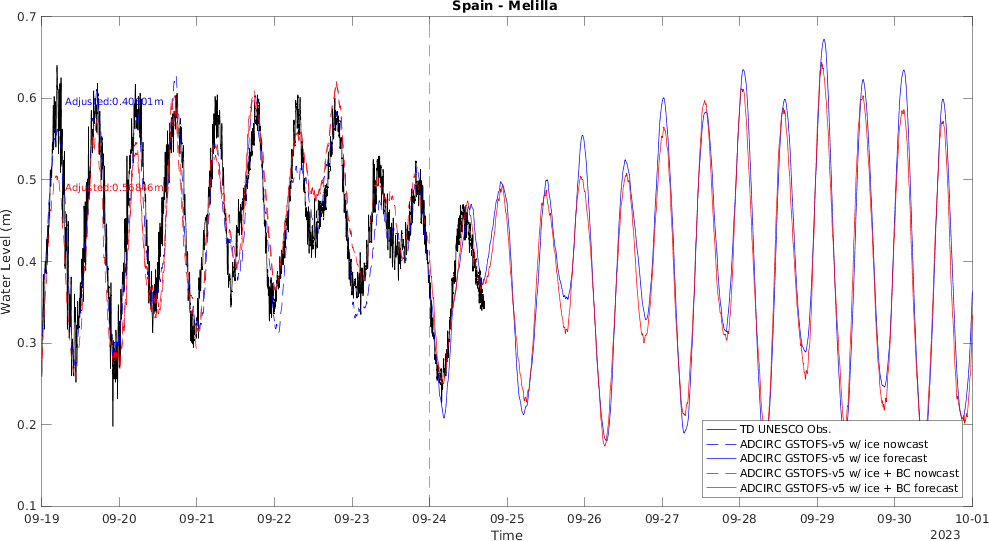 Spain - Melilla
0.7
0.6
0.5
0.4
0.3
0.2
0.1
Water Level (m)
Adjusted:0.40601m
Adjusted:0.56846m
TD UNESCO Obs.
ADCIRC GSTOFS-v5 w/ ice nowcast
ADCIRC GSTOFS-v5 w/ ice forecast
ADCIRC GSTOFS-v5 w/ ice + BC nowcast
ADCIRC GSTOFS-v5 w/ ice + BC forecast
09-19 09-20 09-21 09-22 09-23 09-24 09-25 09-26 09-27 09-28 09-29 09-30 10-01
Time
2023